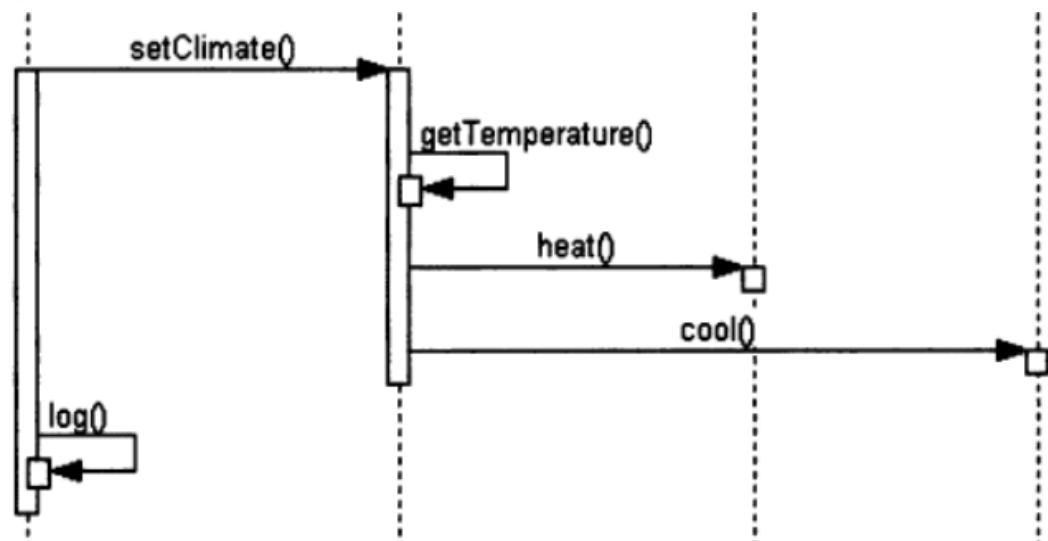 setClimate()
getTemperature()
heat()
cool()
log()